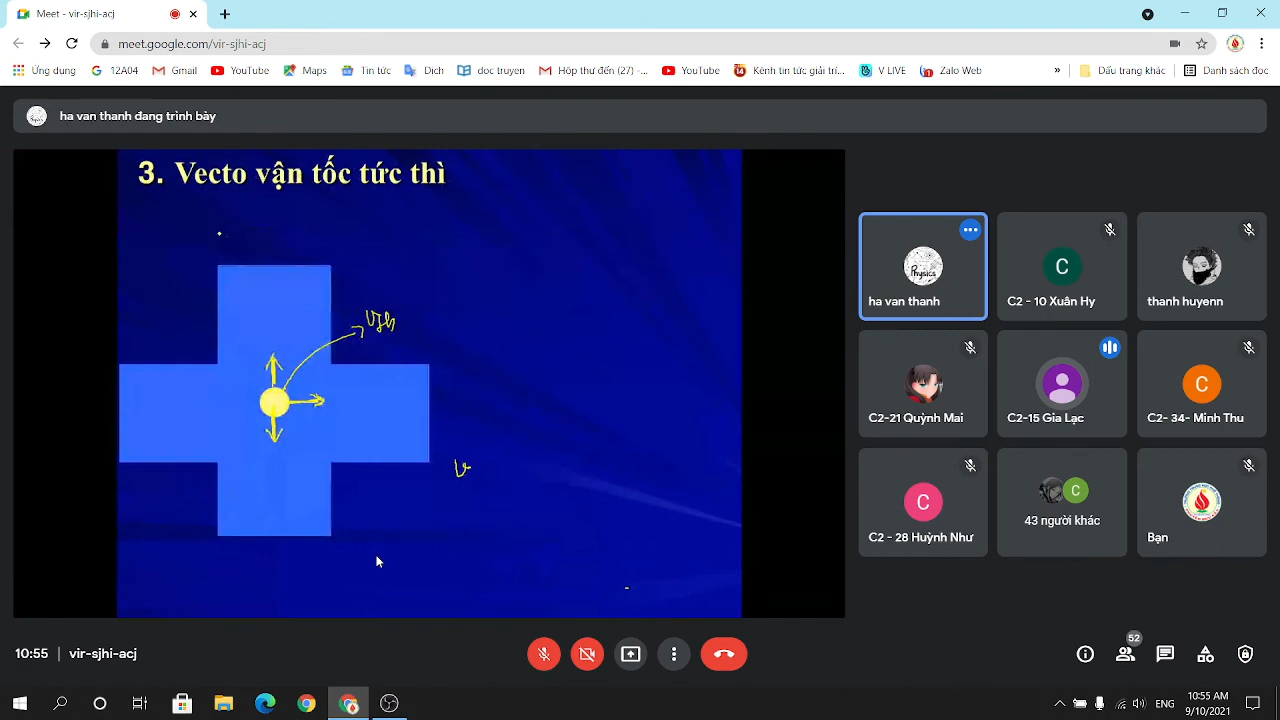 Meet - vir-sjhi-acj
meet.google.com/vir-sjhi-acj
Ứng dụng
12A04
Gmail
YouTube
Maps
Tin tức
Dịch
doc truyen
Hộp thư đến (27) -...
YouTube
Kênh tin tức giải trí...
V LIVE
Zalo Web
»
Dấu trang khác
Danh sách đọc
ha van thanh đang trình bày
3. Vecto vận tốc tức thì
v
Physics
ha van thanh
C
C2 - 10 Xuân Hy
thanh huyenn
C2-21 Quỳnh Mai
C2-15 Gia Lạc
C
C2- 34- Minh Thu
C
C2 - 28 Huỳnh Như
C
43 người khác
Bạn
10:55 | vir-sjhi-acj
52
ENG
10:55 AM
9/10/2021